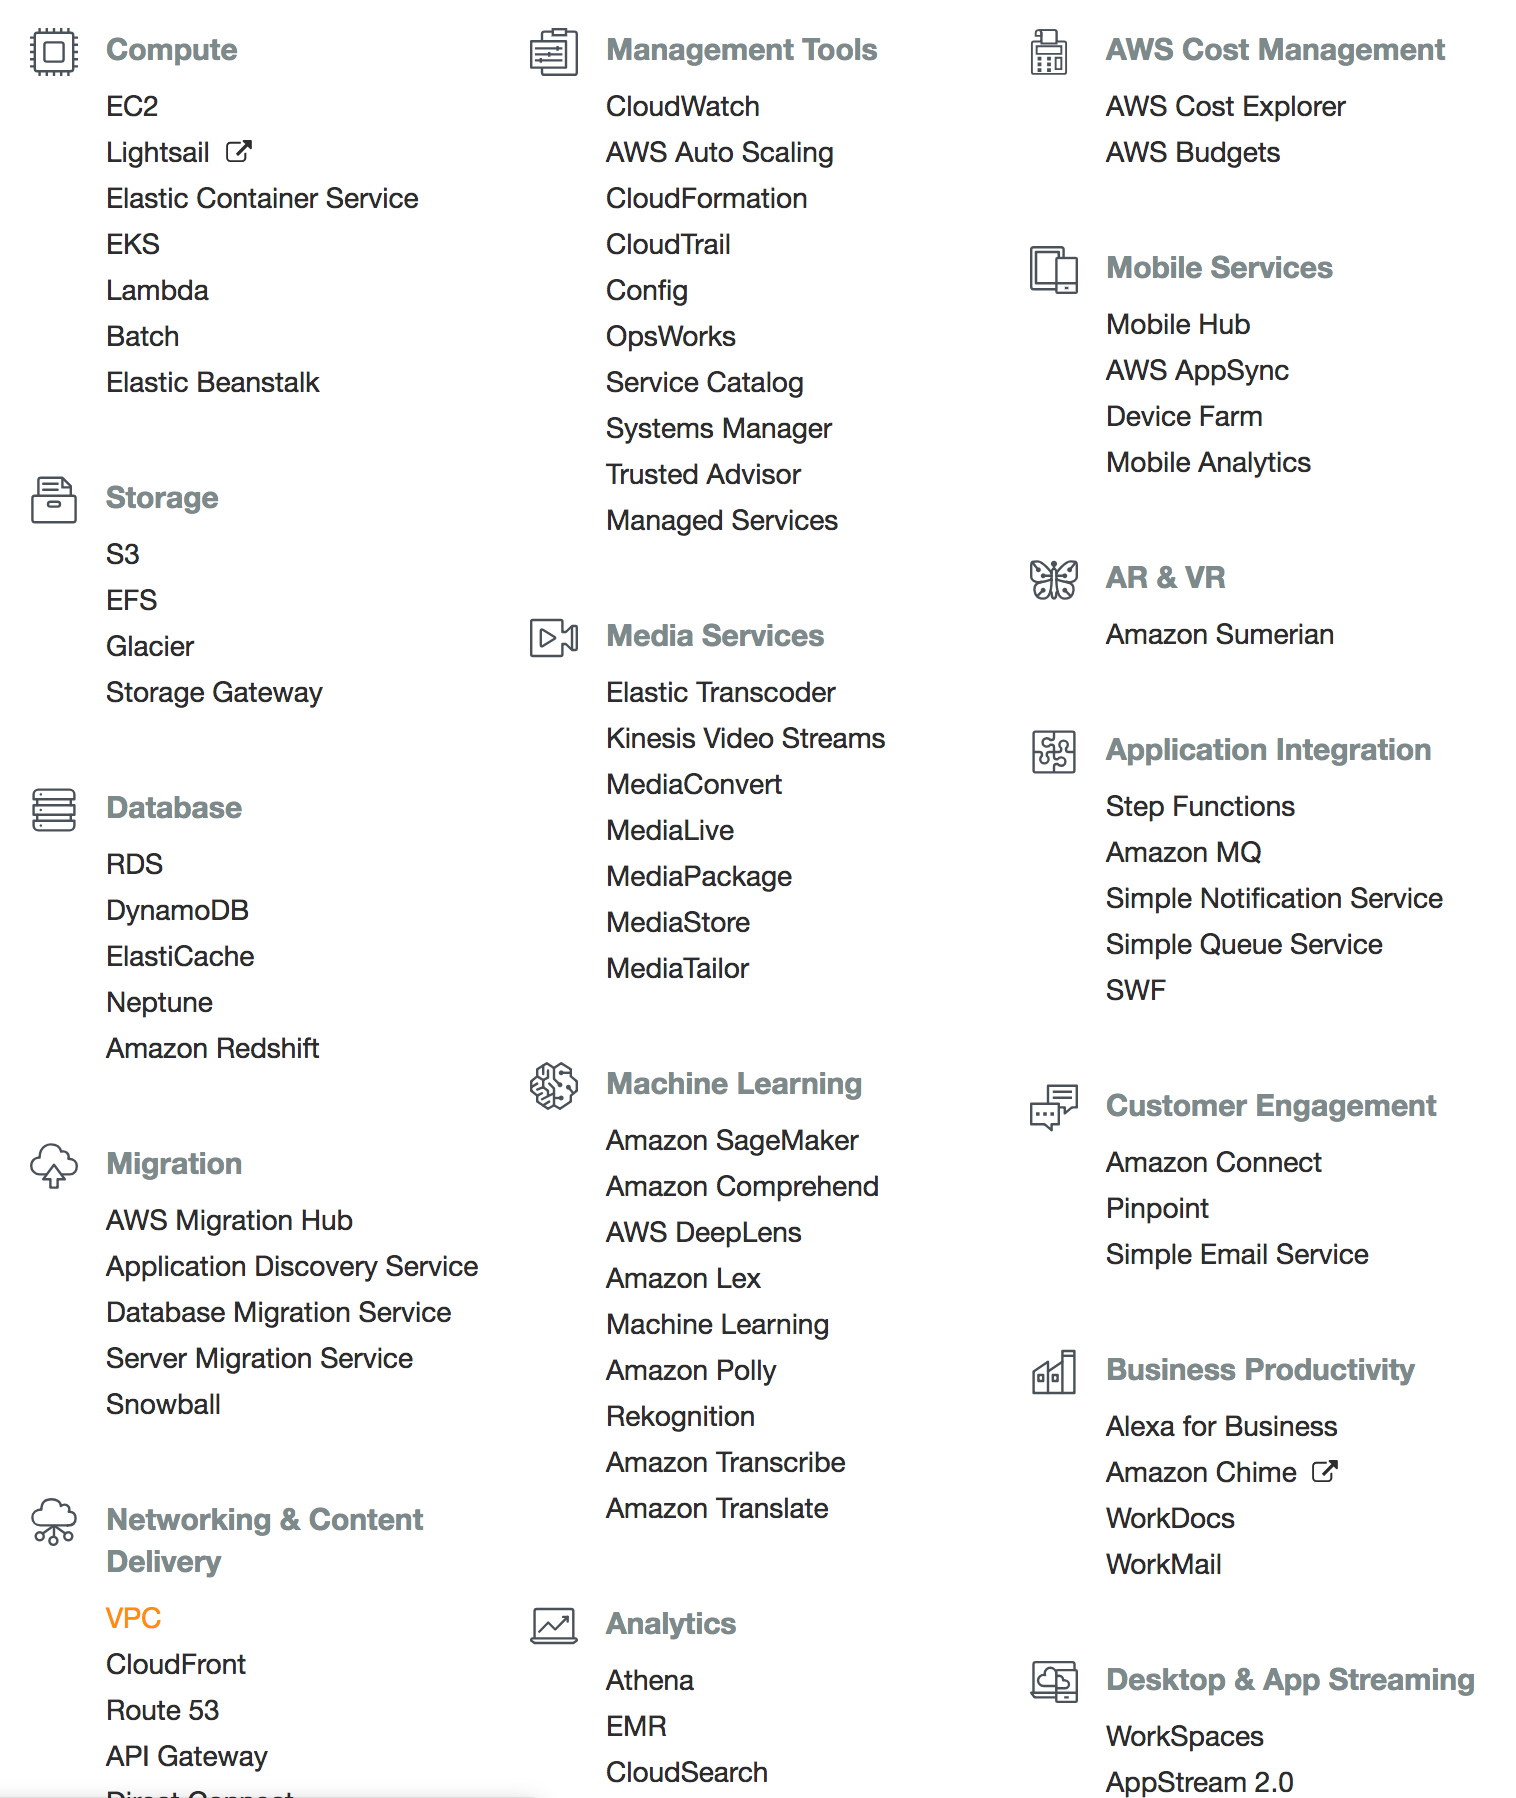 Compute
EC2
Lightsail
Elastic Container Service
EKS
Lambda
Batch
Elastic Beanstalk
Storage
S3
EFS
Glacier
Storage Gateway
Database
RDS
DynamoDB
ElastiCache
Neptune
Amazon Redshift
Migration
AWS Migration Hub
Application Discovery Service
Database Migration Service
Server Migration Service
Snowball
Networking & Content
Delivery
VPC
CloudFront
Route 53
API Gateway
Direct Connect
Management Tools
CloudWatch
AWS Auto Scaling
CloudFormation
CloudTrail
Config
OpsWorks
Service Catalog
Systems Manager
Trusted Advisor
Managed Services
Media Services
Elastic Transcoder
Kinesis Video Streams
MediaConvert
MediaLive
MediaPackage
MediaStore
MediaTailor
Machine Learning
Amazon SageMaker
Amazon Comprehend
AWS DeepLens
Amazon Lex
Machine Learning
Amazon Polly
Rekognition
Amazon Transcribe
Amazon Translate
Analytics
Athena
EMR
CloudSearch
AWS Cost Management
AWS Cost Explorer
AWS Budgets
Mobile Services
Mobile Hub
AWS AppSync
Device Farm
Mobile Analytics
AR & VR
Amazon Sumerian
Application Integration
Step Functions
Amazon MQ
Simple Notification Service
Simple Queue Service
SWF
Customer Engagement
Amazon Connect
Pinpoint
Simple Email Service
Business Productivity
Alexa for Business
Amazon Chime
WorkDocs
WorkMail
Desktop & App Streaming
WorkSpaces
AppStream 2.0